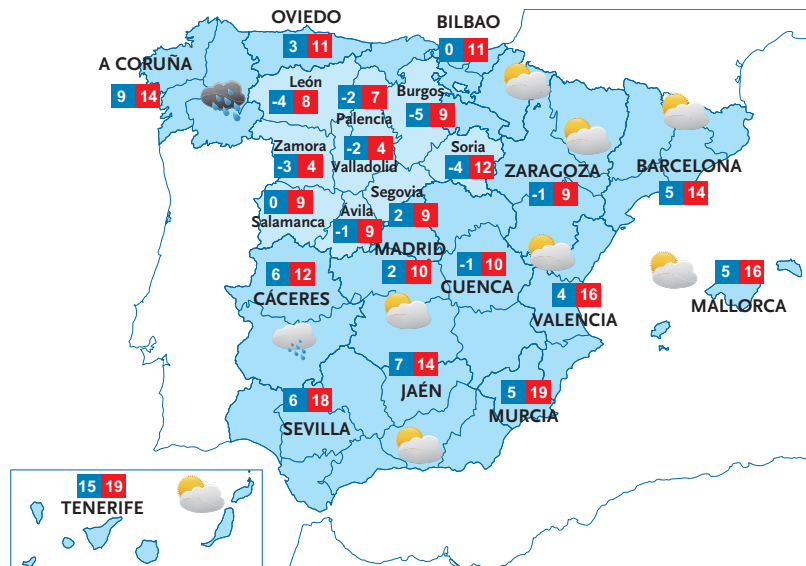 OVIEDO
3 11
BILBAO
0 11
A CORUÑA
9 14
León
-4 8
-2 7
Palencia
Burgos
-5 9
Zamora
-3 4
-2 4
Valladolid
Soria
-4 12
ZARAGOZA
-1 9
BARCELONA
5 14
0 9
Salamanca
Ávila
-1 9
Segovia
2 9
MADRID
2 10
-1 10
CUENCA
6 12
CÁCERES
4 16
VALENCIA
5 16
MALLORCA
7 14
JAÉN
6 18
SEVILLA
5 19
MURCIA
15 19
TENERIFE